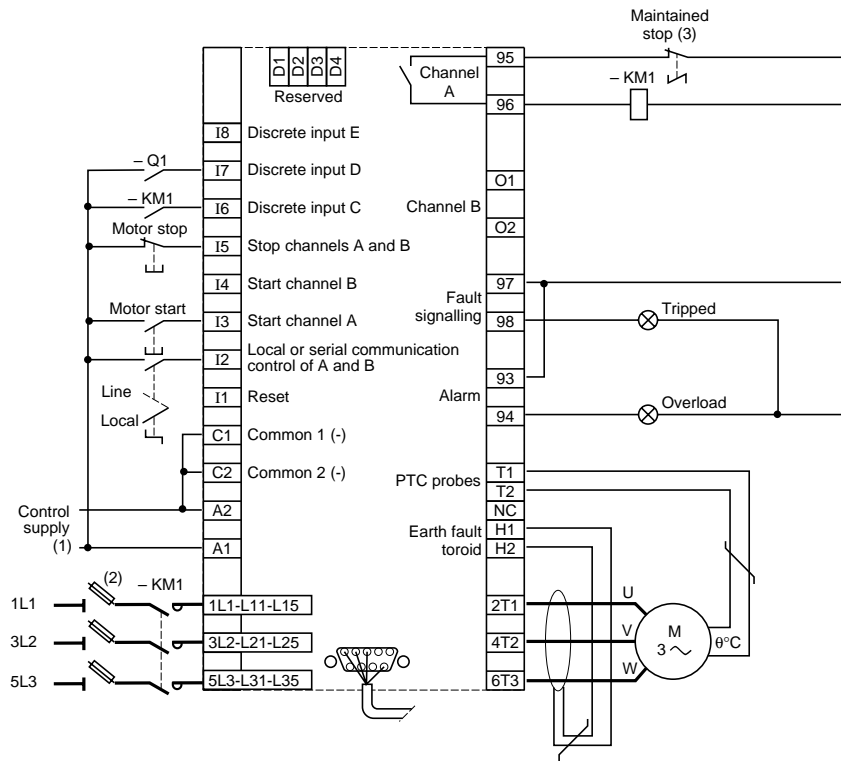 Maintained
stop (3)
D1
D2
D3
D4
Reserved
95
Channel
A
– KM1
96
I8 Discrete input E
– Q1
I7 Discrete input D
O1
– KM1
I6 Discrete input C
Channel B
Motor stop
O2
I5 Stop channels A and B
I4 Start channel B
97
Fault
signalling
Motor start
I3 Start channel A
98
Tripped
I2 Local or serial communication
control of A and B
93
Line
Local
I1 Reset
Alarm
94
Overload
C1 Common 1 (-)
C2 Common 2 (-)
PTC probes
T1
T2
NC
Control
supply
(1)
A2
Earth fault
toroid
H1
H2
A1
(2)
– KM1
1L1
1L1-L11-L15
2T1
U
3L2
3L2-L21-L25
4T2
V
M
3
θ°C
5L3
5L3-L31-L35
6T3
W